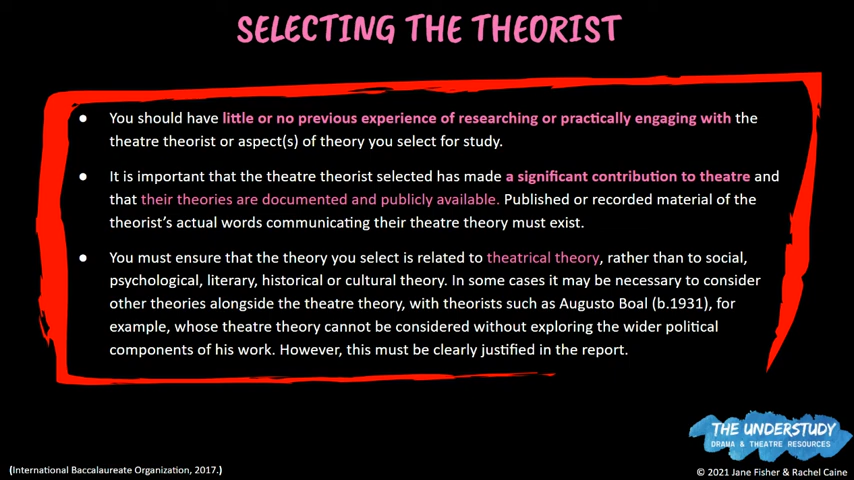 SELECTING THE THEORIST
● You should have little or no previous experience of researching or practically engaging with the
theatre theorist or aspect(s) of theory you select for study.
● It is important that the theatre theorist selected has made a significant contribution to theatre and
that their theories are documented and publicly available. Published or recorded material of the
theorist's actual words communicating their theatre theory must exist.
● You must ensure that the theory you select is related to theatrical theory, rather than to social,
psychological, literary, historical or cultural theory. In some cases it may be necessary to consider
other theories alongside the theatre theory, with theorists such as Augusto Boal (b.1931), for
example, whose theatre theory cannot be considered without exploring the wider political
components of his work. However, this must be clearly justified in the report.
THE UNDERSTUDY
DRAMA & THEATRE RESOURCES
(International Baccalaureate Organization, 2017.)
© 2021 Jane Fisher & Rachel Caine